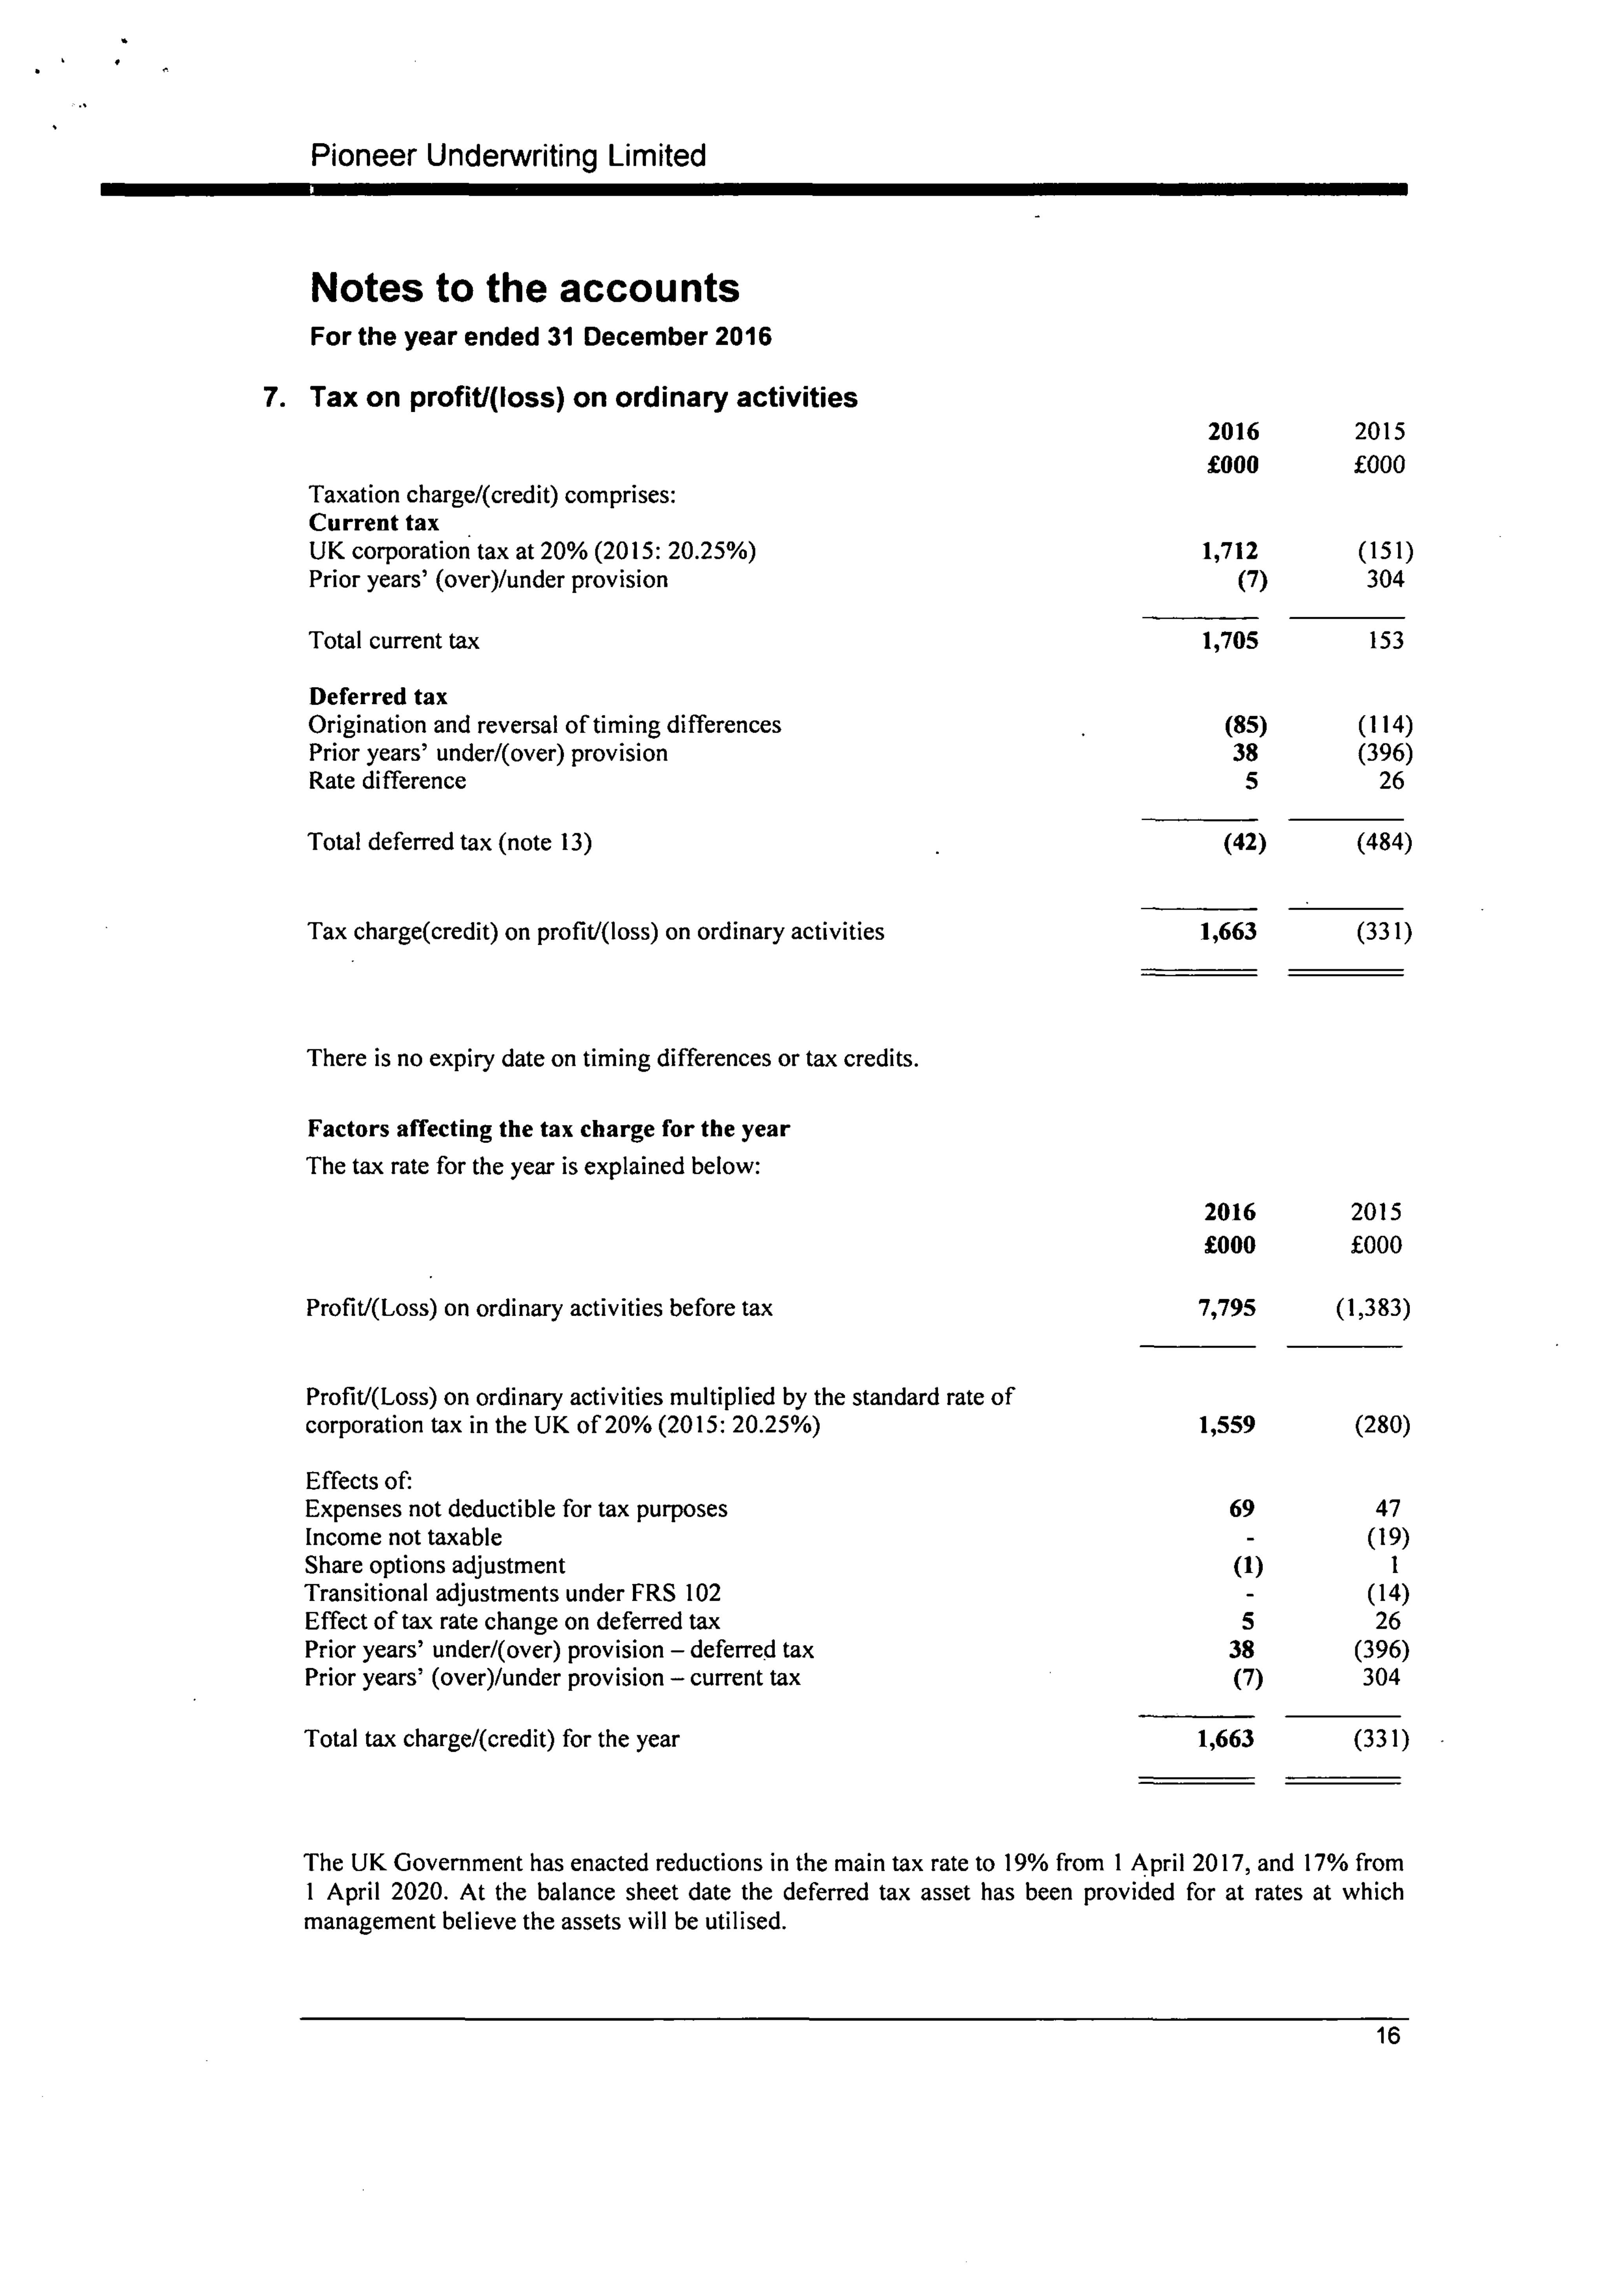 Pioneer Underwriting Limited
Notes to the accounts
For the year ended 31 December 2016
7. Tax on profit/(loss) on ordinary activities
2016 2015
£000 £000
Taxation charge/(credit) comprises:
Current tax
UK corporation tax at 20% (2015: 20.25%) 1,712 (151)
Prior years' (over)/under provision (7) 304
Total current tax 1,705 153
Deferred tax
Origination and reversal of timing differences (85) (114)
Prior years' under/(over) provision 38 (396)
Rate difference 5 26
Total deferred tax (note 13) (42) (484)
Tax charge(credit) on profit/(loss) on ordinary activities 1,663 (331)
There is no expiry date on timing differences or tax credits.
Factors affecting the tax charge for the year
The tax rate for the year is explained below:
2016 2015
£000 £000
Profit/(Loss) on ordinary activities before tax 7,795 (1,383)
Profit/(Loss) on ordinary activities multiplied by the standard rate of
corporation tax in the UK of 20% (2015: 20.25%) 1,559 (280)
Effects of:
Expenses not deductible for tax purposes 69 47
Income not taxable - (19)
Share options adjustment (1) 1
Transitional adjustments under FRS 102 - (14)
Effect of tax rate change on deferred tax 5 26
Prior years' under/(over) provision – deferred tax 38 (396)
Prior years' (over)/under provision – current tax (7) 304
Total tax charge/(credit) for the year 1,663 (331)
The UK Government has enacted reductions in the main tax rate to 19% from 1 April 2017, and 17% from
1 April 2020. At the balance sheet date the deferred tax asset has been provided for at rates at which
management believe the assets will be utilised.
16